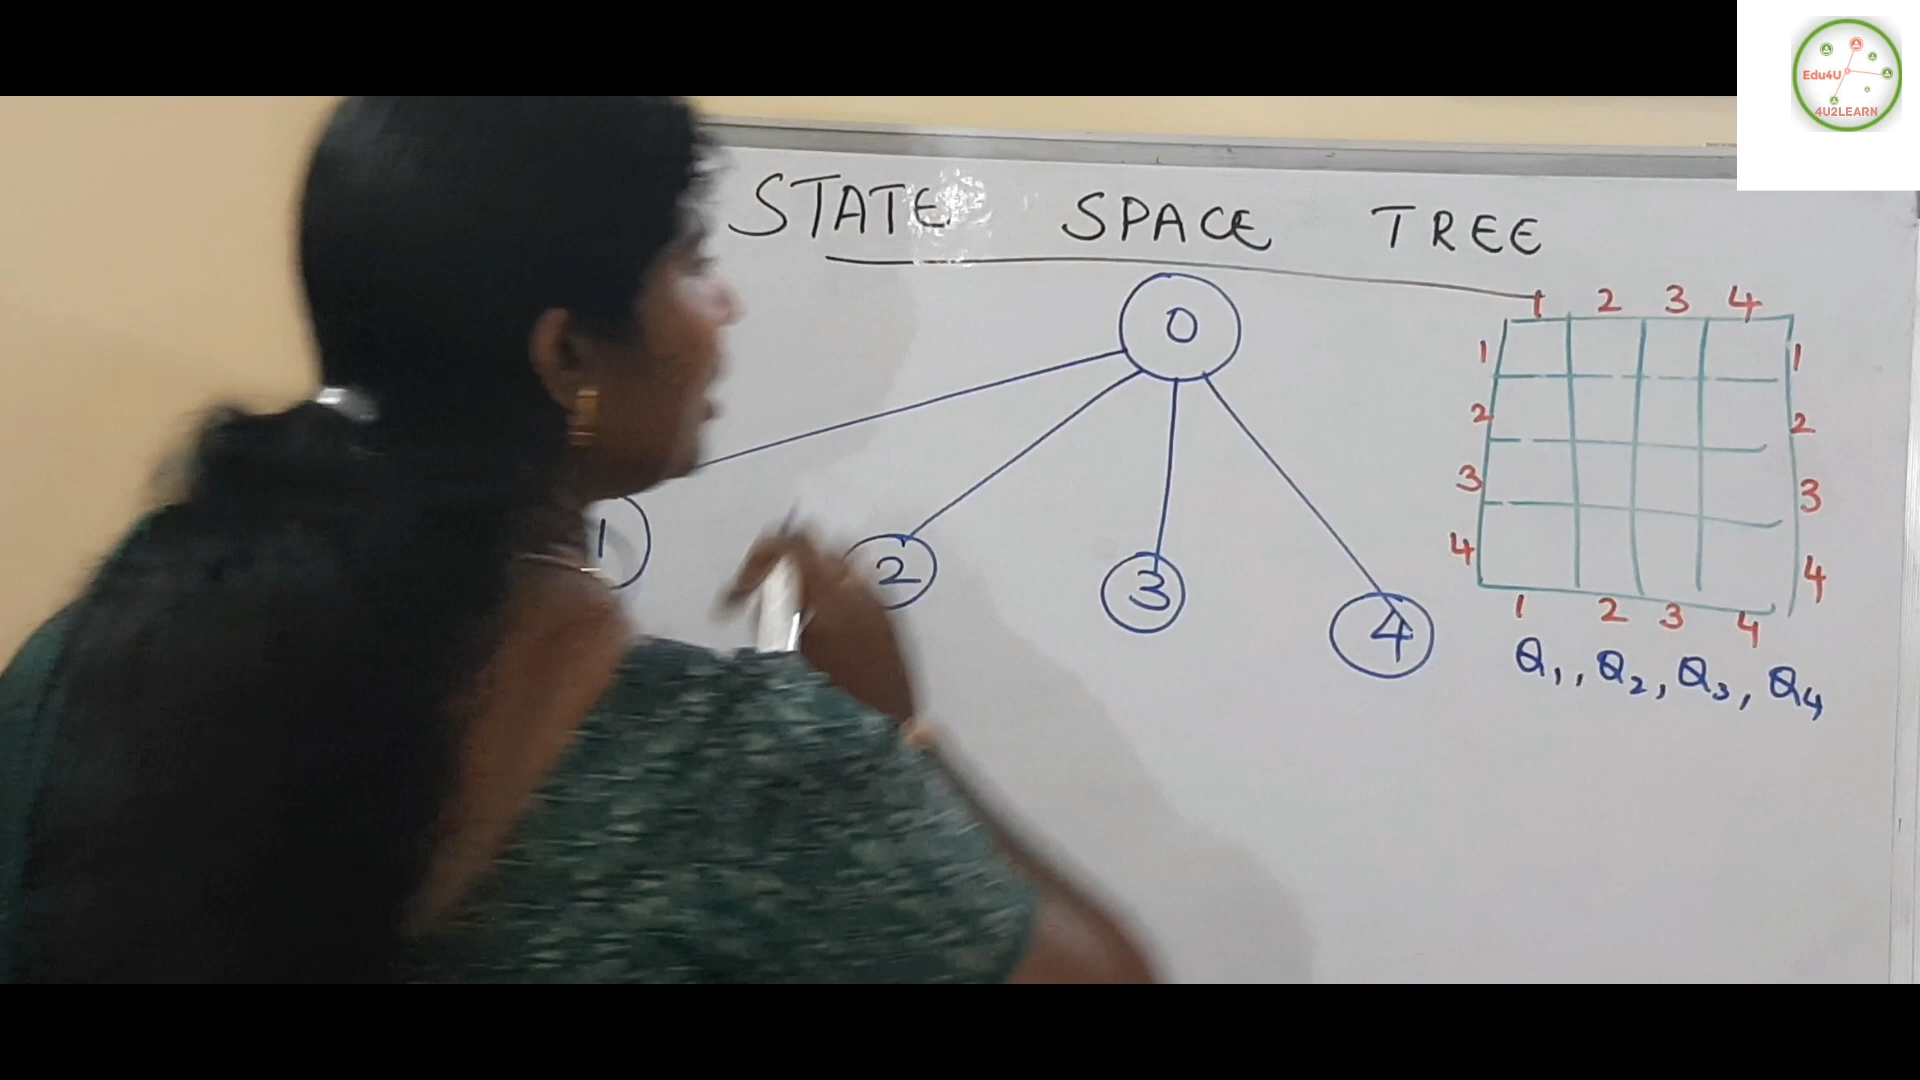 Edu4U
4U2LEARN
STATE SPACE TREE
0
1 2 3 4
1 2 3 4
1 1
2 2
3 3
4 4
1 2 3 4
Q1, Q2, Q3, Q4